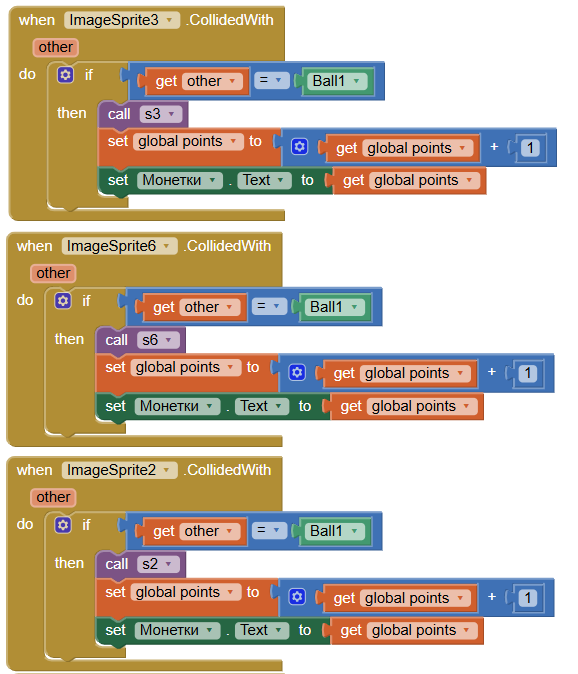 when ImageSprite3 .CollidedWith
other
do if get other = Ball1
then call s3
set global points to get global points + 1
set Монетки . Text to get global points
when ImageSprite6 .CollidedWith
other
do if get other = Ball1
then call s6
set global points to get global points + 1
set Монетки . Text to get global points
when ImageSprite2 .CollidedWith
other
do if get other = Ball1
then call s2
set global points to get global points + 1
set Монетки . Text to get global points